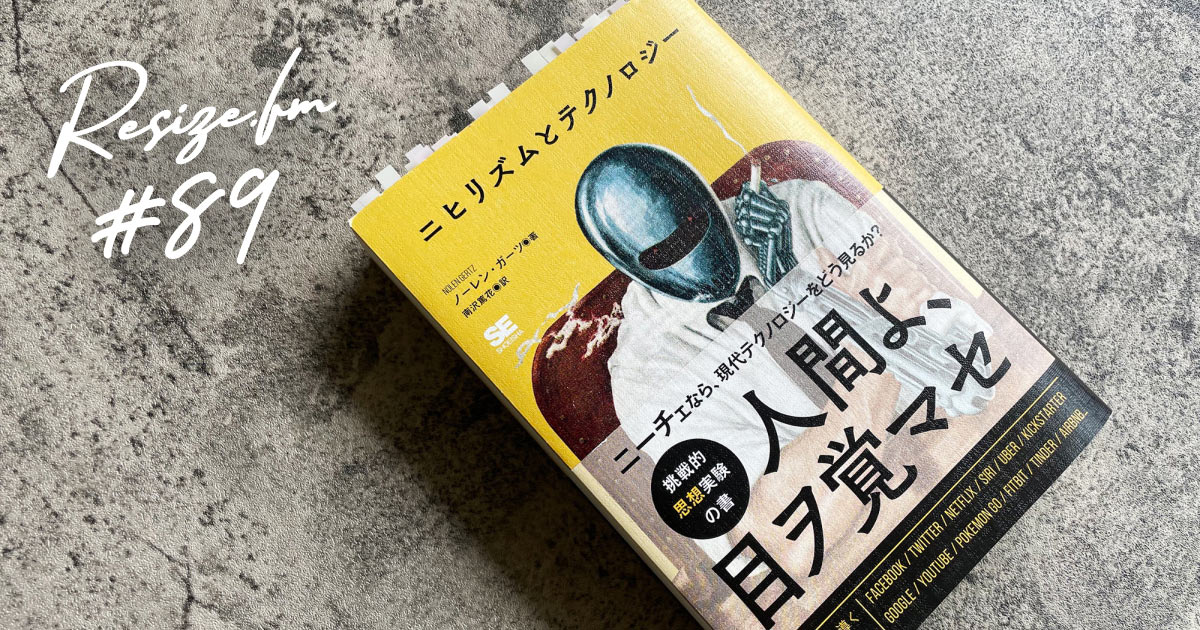 Resize.fm
#89
ニヒリズムとテクノロジー
NOLEN GERTZ
ノーレン・ガーツ●著
南沢篤花●訳
SE
SHOEISHA
ニーチェなら、現代テクノロジーをどう見るか?
挑戦的
思想実験
の書
人間よ、
目ヲ覚マセ
導く
FACEBOOK / TWITTER / NETFLIX / SIRI / UBER / KICKSTARTER
GOOGLE / YOUTUBE / POKEMON GO / FITBIT / TINDER / AIRBNB...